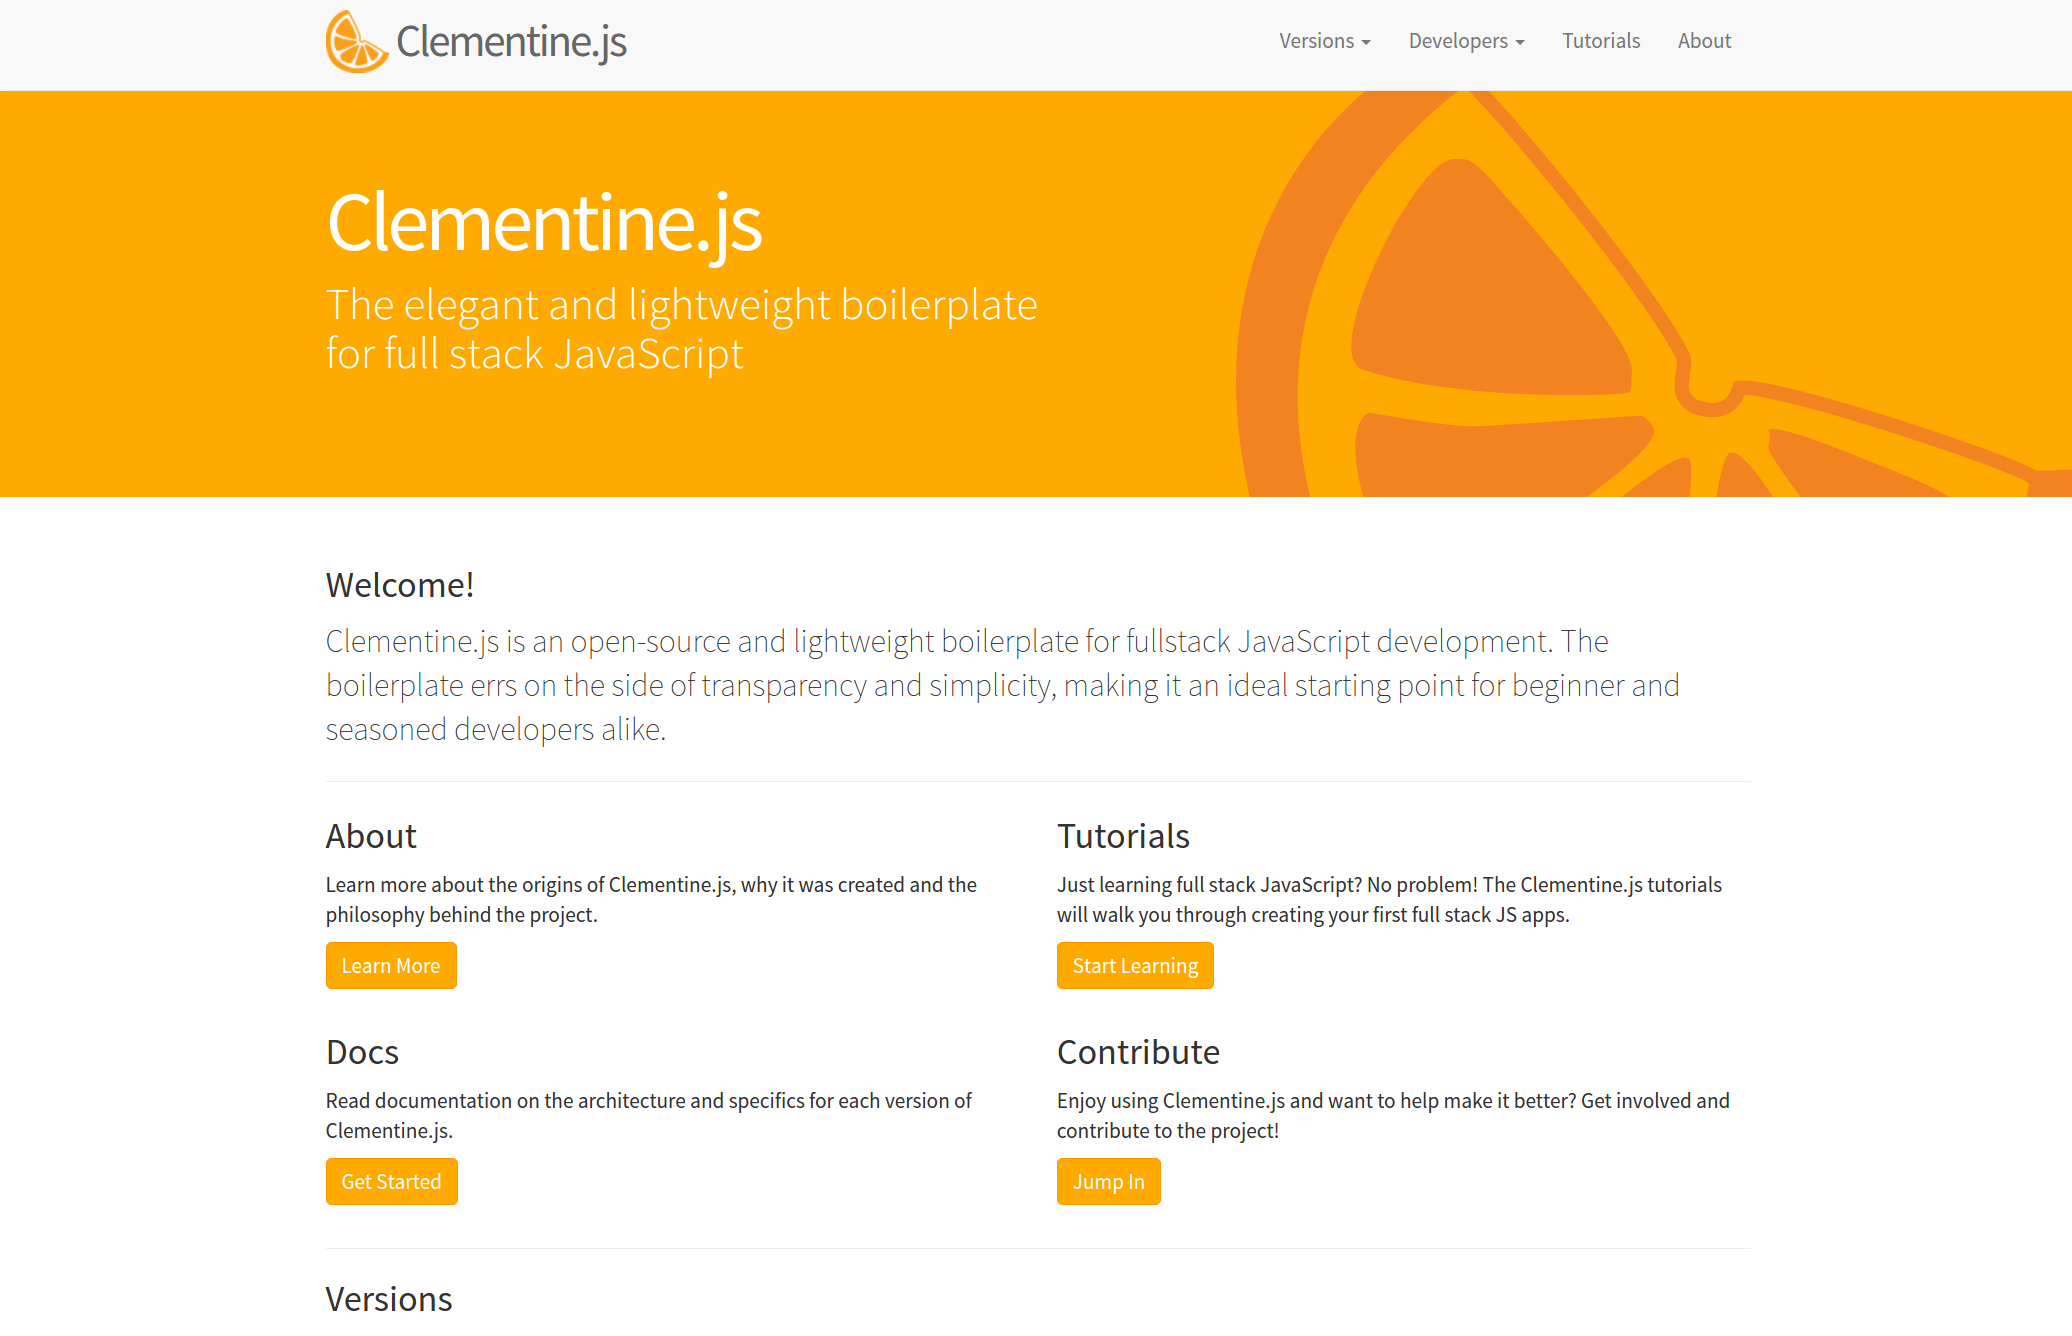 Clementine.js
Versions
Developers
Tutorials
About
Clementine.js
The elegant and lightweight boilerplate
for full stack JavaScript
Welcome!
Clementine.js is an open-source and lightweight boilerplate for fullstack JavaScript development. The
boilerplate errs on the side of transparency and simplicity, making it an ideal starting point for beginner and
seasoned developers alike.
About
Learn more about the origins of Clementine.js, why it was created and the
philosophy behind the project.
Learn More
Tutorials
Just learning full stack JavaScript? No problem! The Clementine.js tutorials
will walk you through creating your first full stack JS apps.
Start Learning
Docs
Read documentation on the architecture and specifics for each version of
Clementine.js.
Get Started
Contribute
Enjoy using Clementine.js and want to help make it better? Get involved and
contribute to the project!
Jump In
Versions